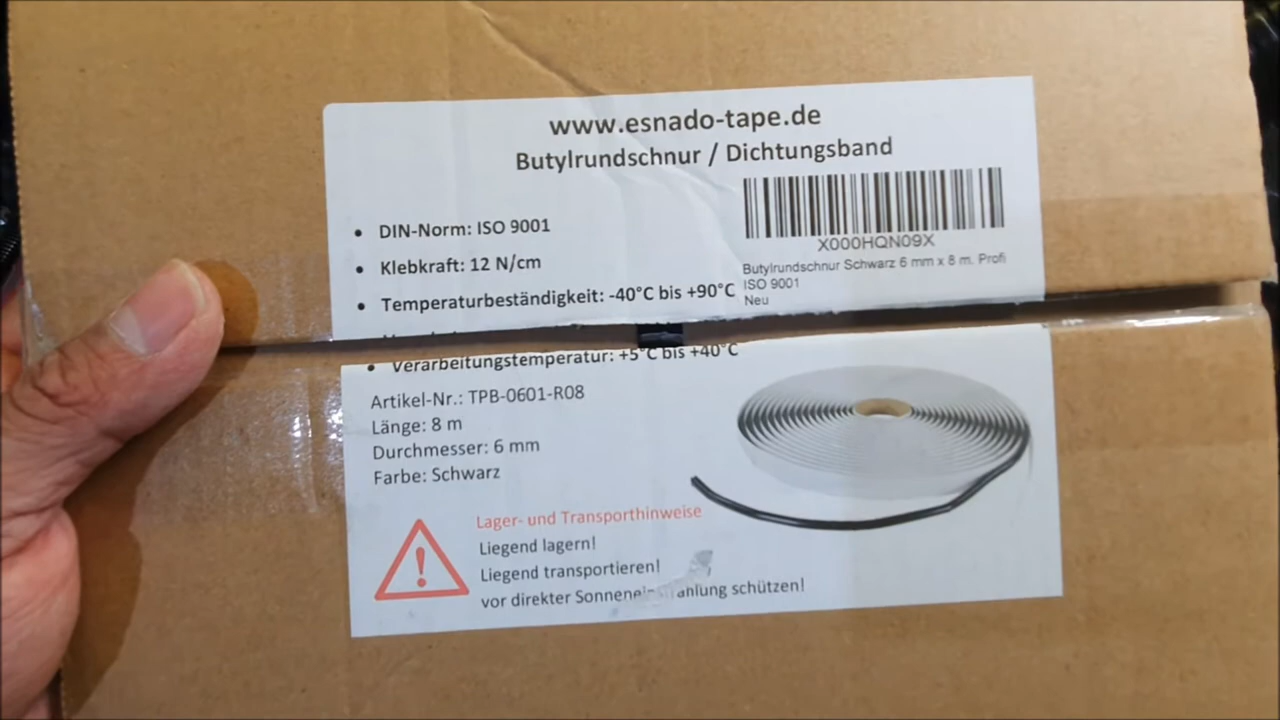 www.esnado-tape.de
Butylrundschnur / Dichtungsband
• DIN-Norm: ISO 9001
• Klebkraft: 12 N/cm
• Temperaturbeständigkeit: -40°C bis +90°C
X000HQN09X
Butylrundschnur Schwarz 6 mm x 8 m. Profi
ISO 9001
Neu
• Verarbeitungstemperatur: +5°C bis +40°C
Artikel-Nr.: TPB-0601-R08
Länge: 8 m
Durchmesser: 6 mm
Farbe: Schwarz
Lager- und Transporthinweise
Liegend lagern!
Liegend transportieren!
vor direkter schützen!